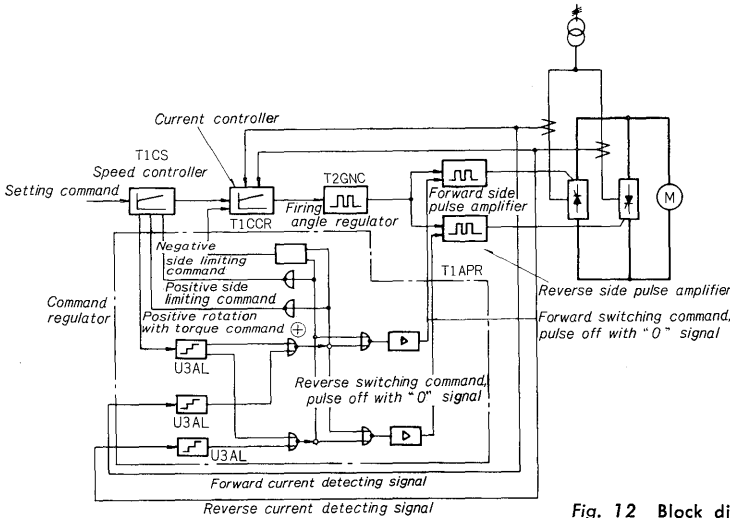 Current controller
T1CS
Speed controller
Setting command
T1CCR
T2GNC
Firing
angle regulator
Forward side
pulse amplifier
M
Negative
side limiting
command
T1APR
Positive side
limiting command
Command
regulator
Positive rotation
with torque command ⊕
Reverse side pulse amplifier
Forward switching command,
pulse off with "0" signal
U3AL
Reverse switching command,
pulse off with "0" signal
U3AL
U3AL
Forward current detecting signal
Reverse current detecting signal
Fig. 12 Block di